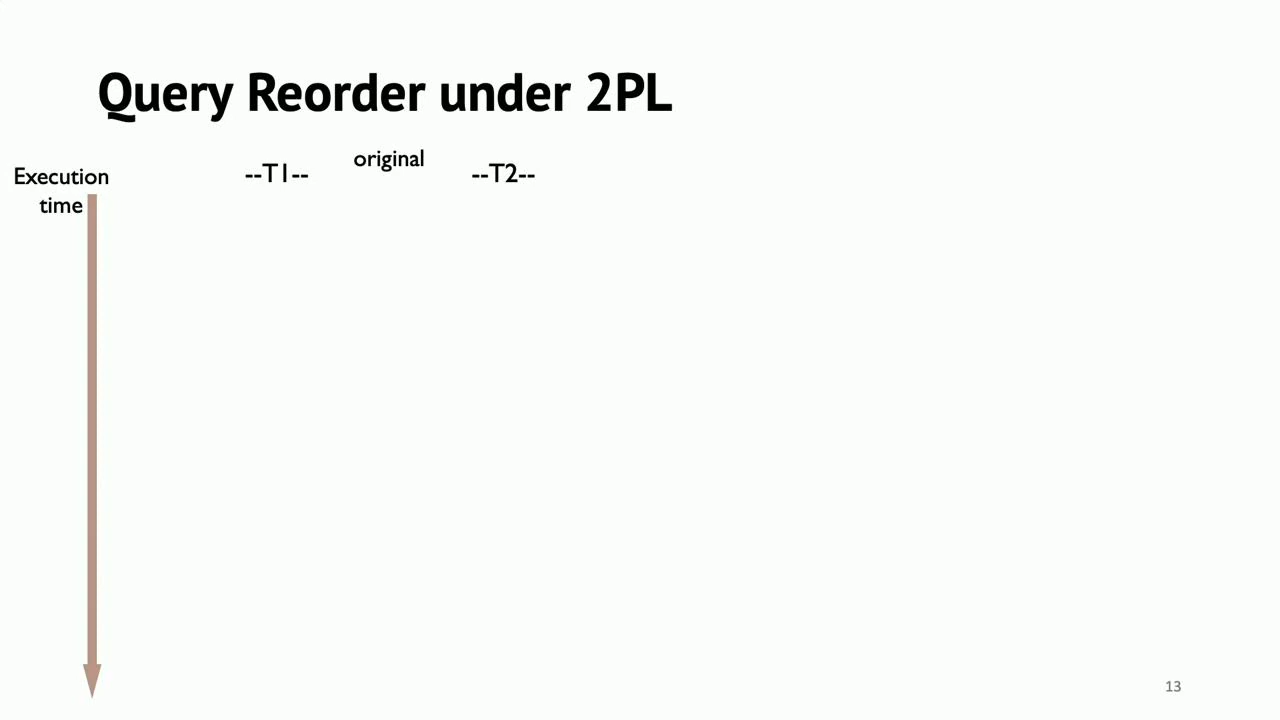 Query Reorder under 2PL
Execution
time
--T1--
original
--T2--
13